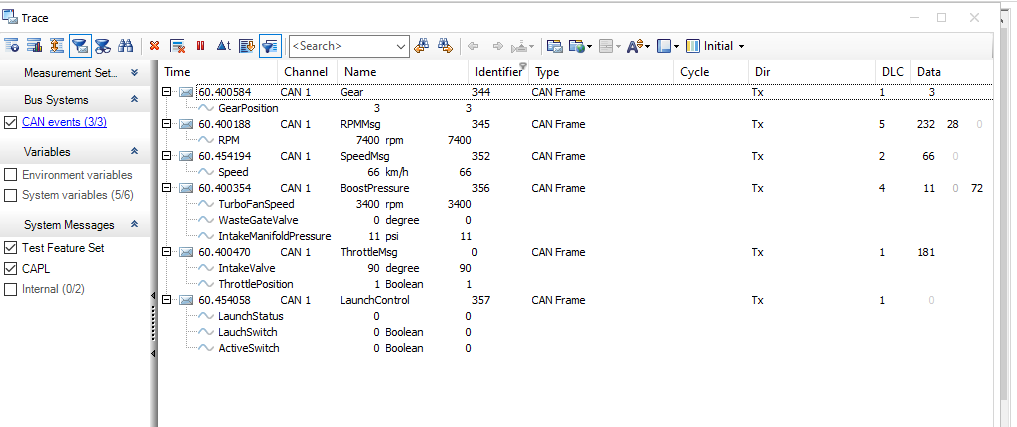 Trace
<Search> Initial
Measurement Set...
Bus Systems
CAN events (3/3)
Variables
Environment variables
System variables (5/6)
System Messages
Test Feature Set
CAPL
Internal (0/2)
Time Channel Name Identifier Type Cycle Dir DLC Data
60.400584 CAN 1 Gear 344 CAN Frame Tx 1 3
GearPosition 3 3
60.400188 CAN 1 RPMMsg 345 CAN Frame Tx 5 232 28 0
RPM 7400 rpm 7400
60.454194 CAN 1 SpeedMsg 352 CAN Frame Tx 2 66 0
Speed 66 km/h 66
60.400354 CAN 1 BoostPressure 356 CAN Frame Tx 4 11 0 72
TurboFanSpeed 3400 rpm 3400
WasteGateValve 0 degree 0
IntakeManifoldPressure 11 psi 11
60.400470 CAN 1 ThrottleMsg 0 CAN Frame Tx 1 181
IntakeValve 90 degree 90
ThrottlePosition 1 Boolean 1
60.454058 CAN 1 LaunchControl 357 CAN Frame Tx 1 0
LaunchStatus 0 0
LauchSwitch 0 Boolean 0
ActiveSwitch 0 Boolean 0